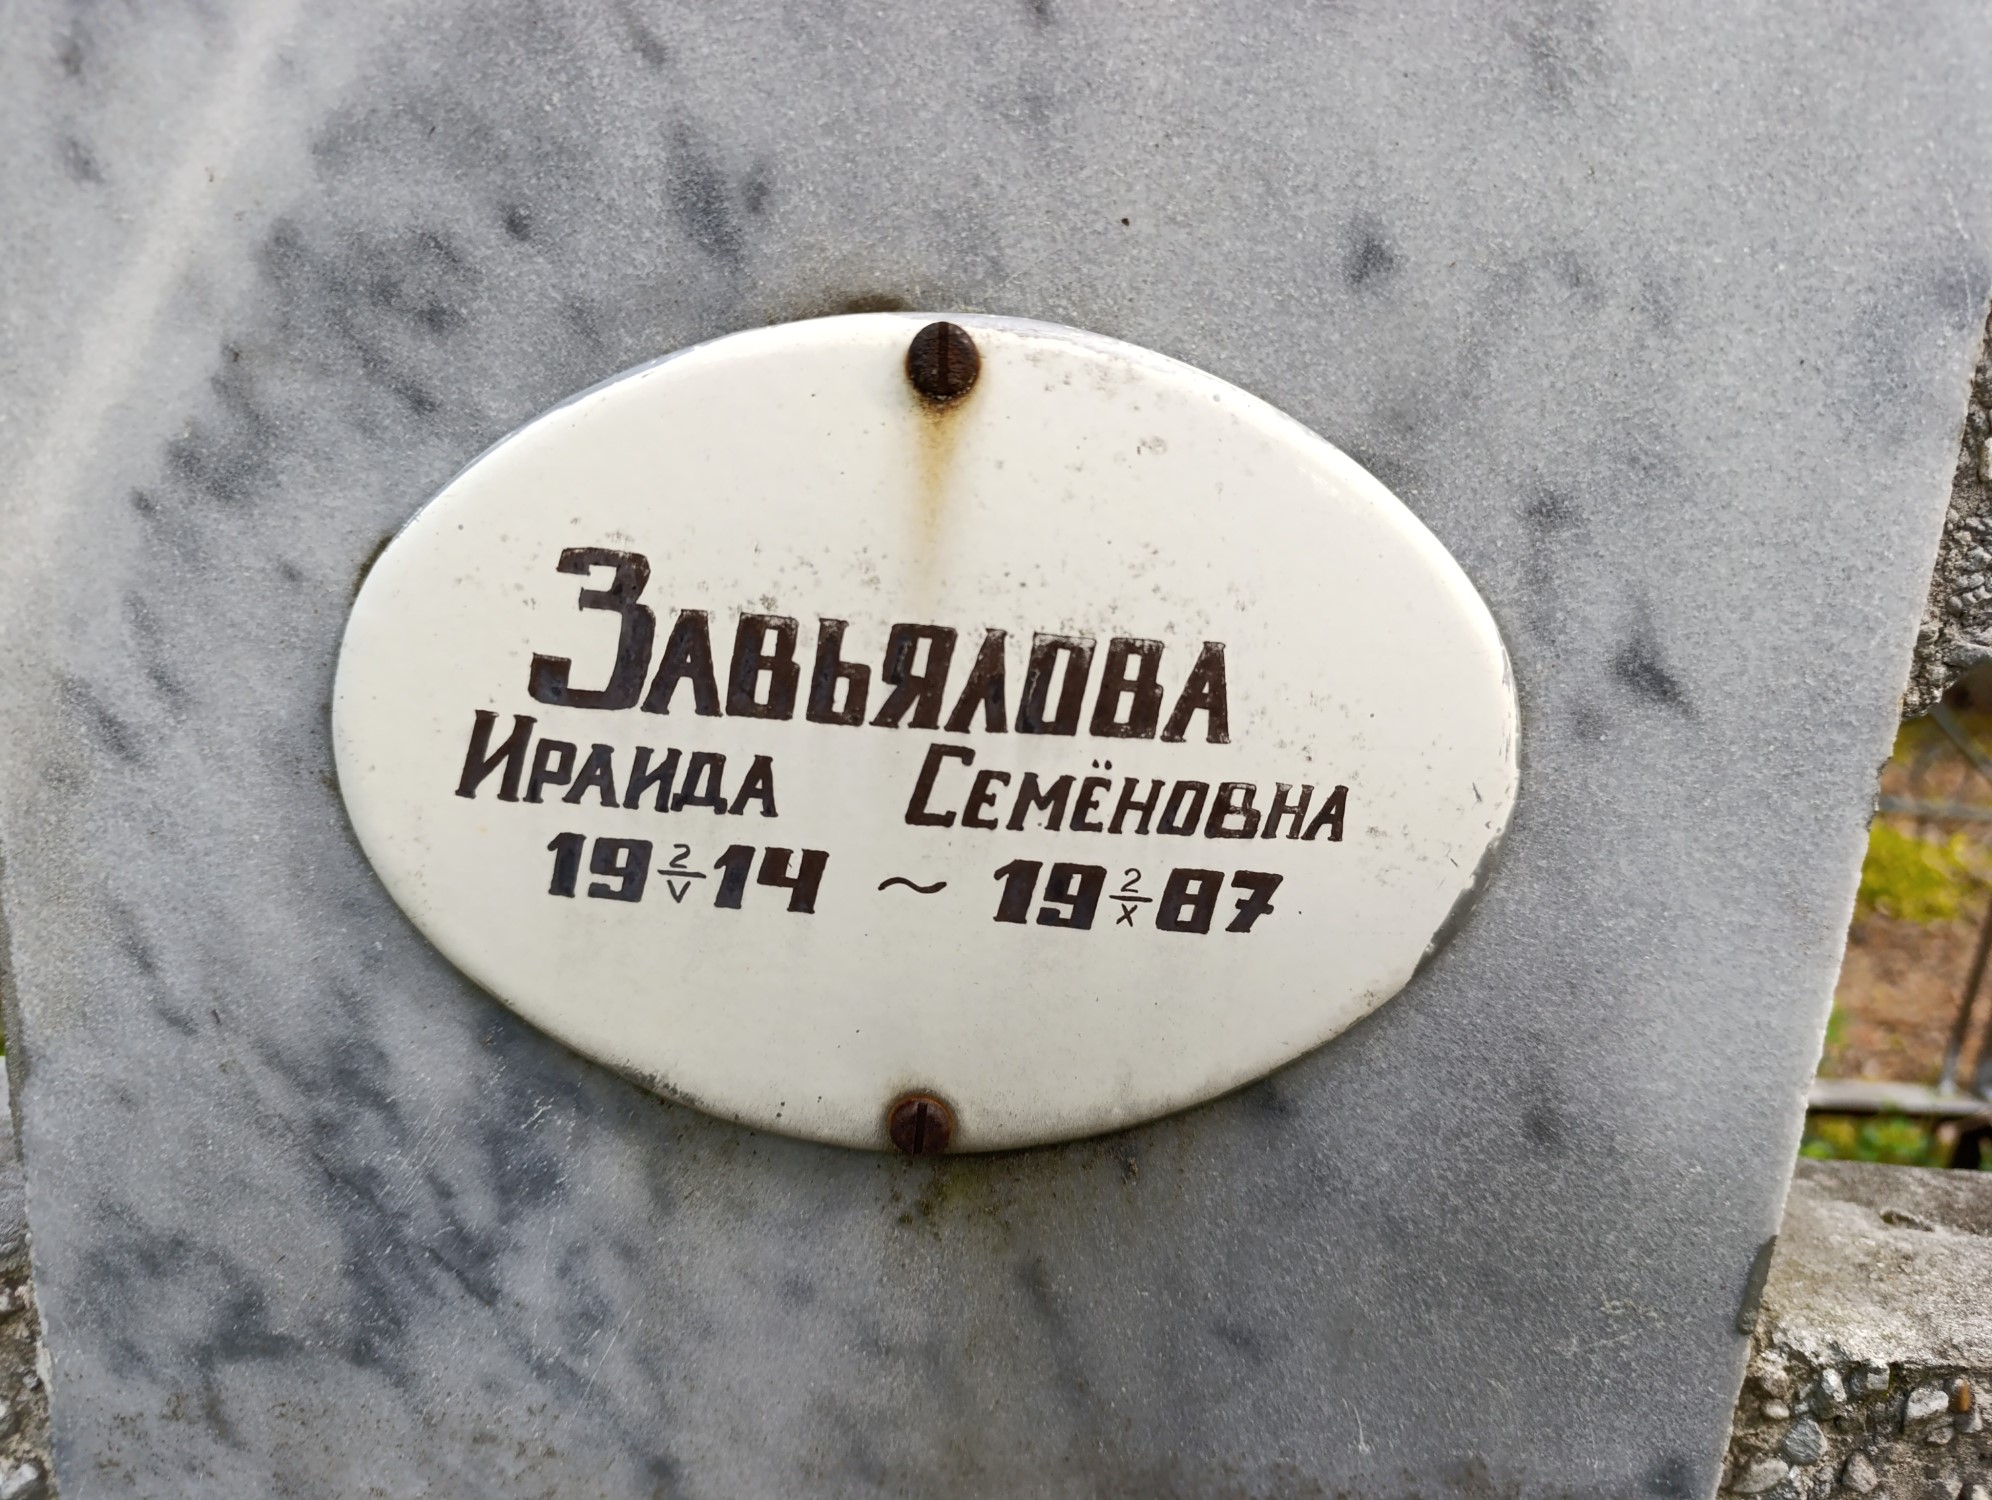 Завьялова
Ираида Семёновна
19 2/V 14 ~ 19 2/X 87